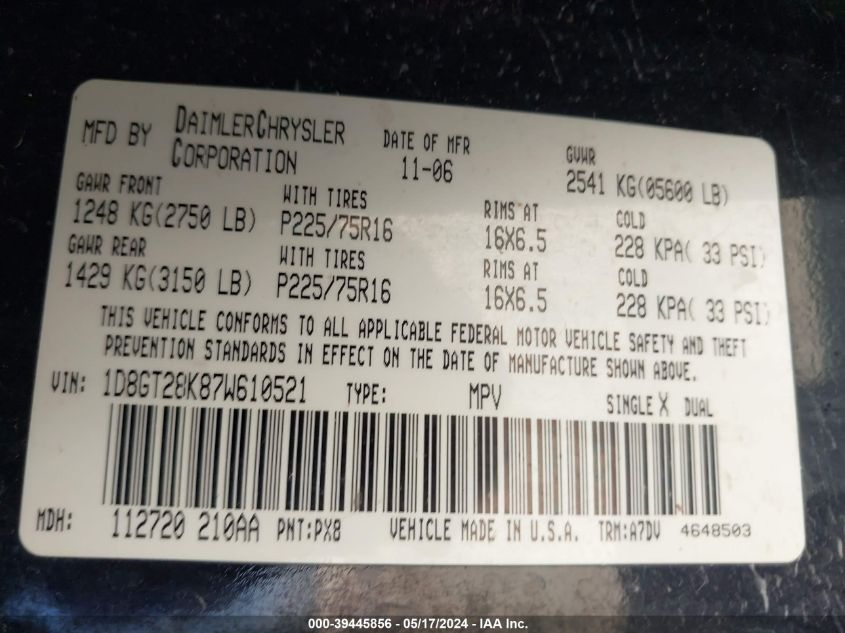 MFD BY DAIMLERCHRYSLER CORPORATION DATE OF MFR 11-06 GVWR 2541 KG(05600 LB)
GAWR FRONT WITH TIRES RIMS AT COLD
1248 KG(2750 LB) P225/75R16 16X6.5 228 KPA( 33 PSI)
GAWR REAR WITH TIRES RIMS AT COLD
1429 KG(3150 LB) P225/75R16 16X6.5 228 KPA( 33 PSI)
THIS VEHICLE CONFORMS TO ALL APPLICABLE FEDERAL MOTOR VEHICLE SAFETY AND THEFT
PREVENTION STANDARDS IN EFFECT ON THE DATE OF MANUFACTURE SHOWN ABOVE.
VIN: 1D8GT28K87W610521 TYPE: MPV SINGLE X DUAL
MDH: 112720 210AA PNT:PX8 VEHICLE MADE IN U.S.A. TRM:A7DV 4648503
000-39445856 - 05/17/2024 - IAA Inc.